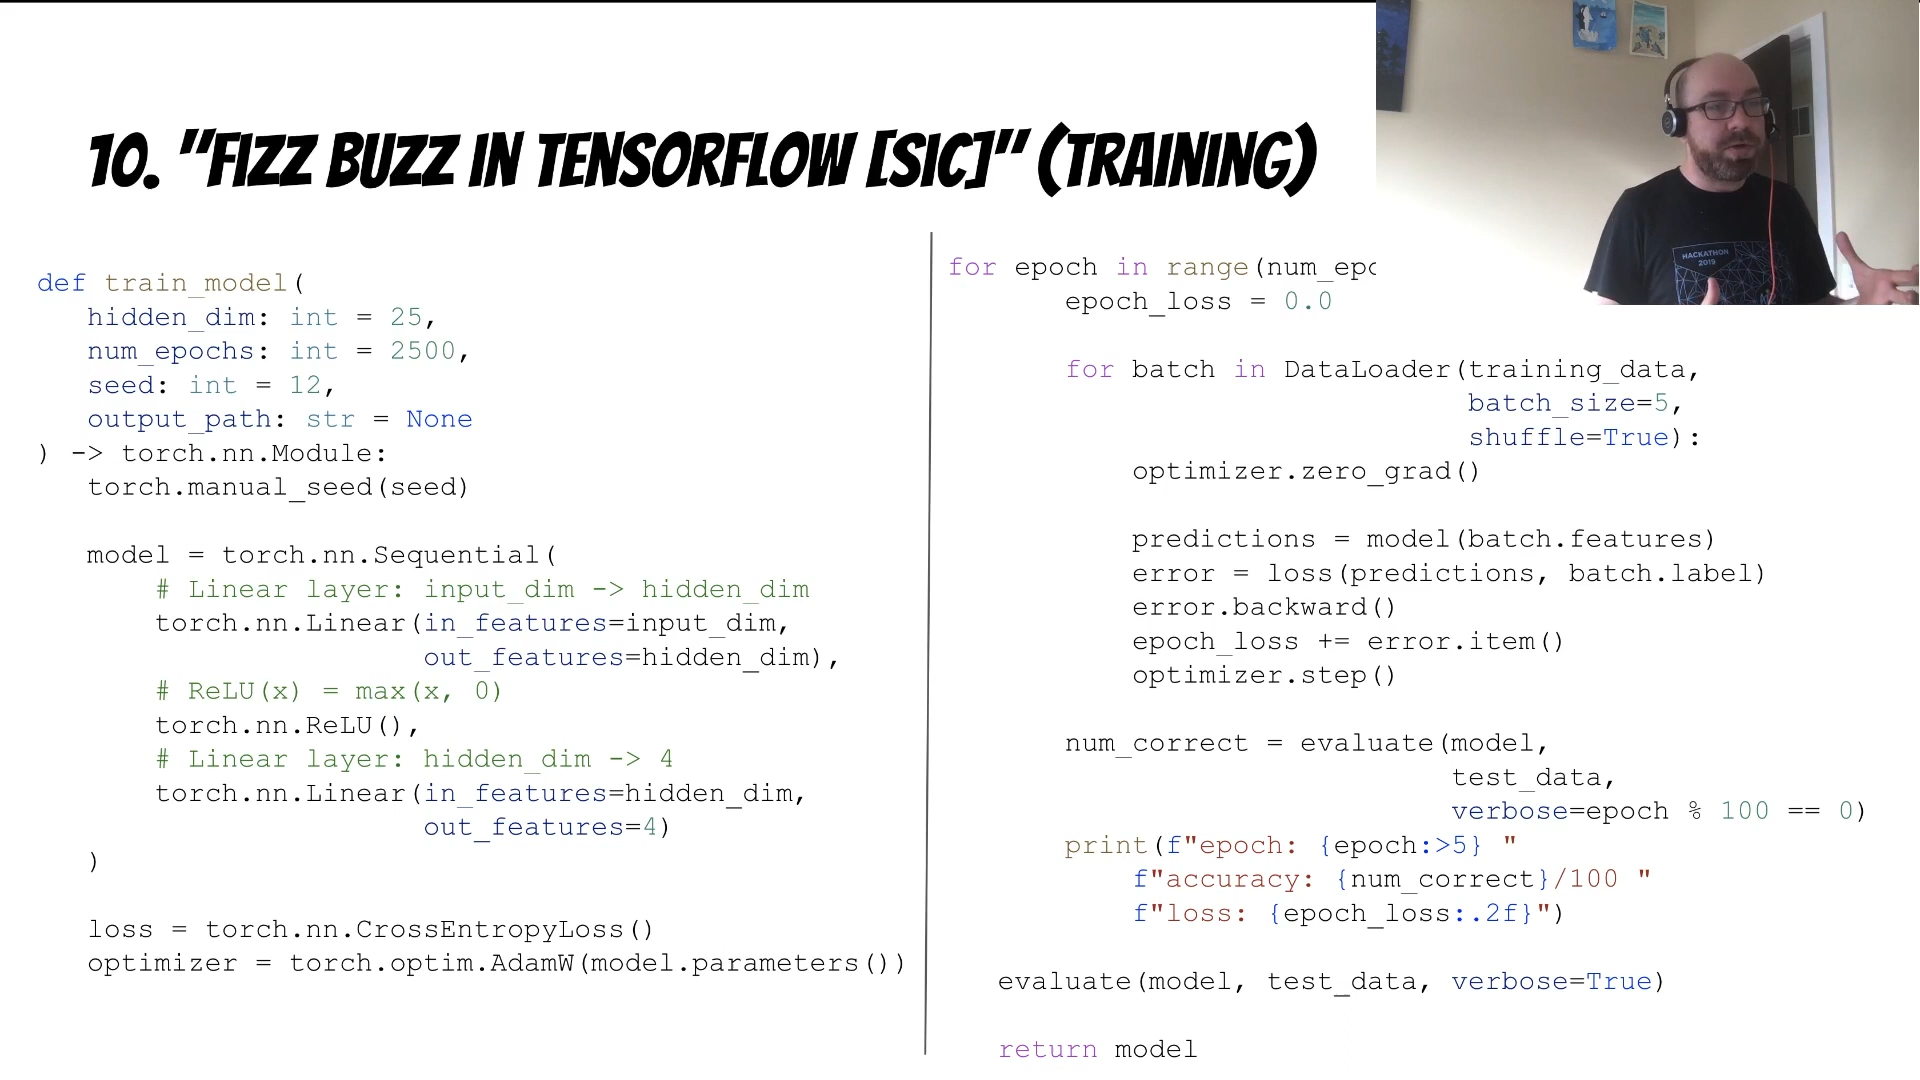 10. "FIZZ BUZZ IN TENSORFLOW [SIC]" (TRAINING)
def train_model(
hidden_dim: int = 25,
num_epochs: int = 2500,
seed: int = 12,
output_path: str = None
) -> torch.nn.Module:
torch.manual_seed(seed)
model = torch.nn.Sequential(
# Linear layer: input_dim -> hidden_dim
torch.nn.Linear(in_features=input_dim,
out_features=hidden_dim),
# ReLU(x) = max(x, 0)
torch.nn.ReLU(),
# Linear layer: hidden_dim -> 4
torch.nn.Linear(in_features=hidden_dim,
out_features=4)
)
loss = torch.nn.CrossEntropyLoss()
optimizer = torch.optim.AdamW(model.parameters())
for epoch in range(num_epo
epoch_loss = 0.0
for batch in DataLoader(training_data,
batch_size=5,
shuffle=True):
optimizer.zero_grad()
predictions = model(batch.features)
error = loss(predictions, batch.label)
error.backward()
epoch_loss += error.item()
optimizer.step()
num_correct = evaluate(model,
test_data,
verbose=epoch % 100 == 0)
print(f"epoch: {epoch:>5} "
f"accuracy: {num_correct}/100 "
f"loss: {epoch_loss:.2f}")
evaluate(model, test_data, verbose=True)
return model
HACKATHON
2019